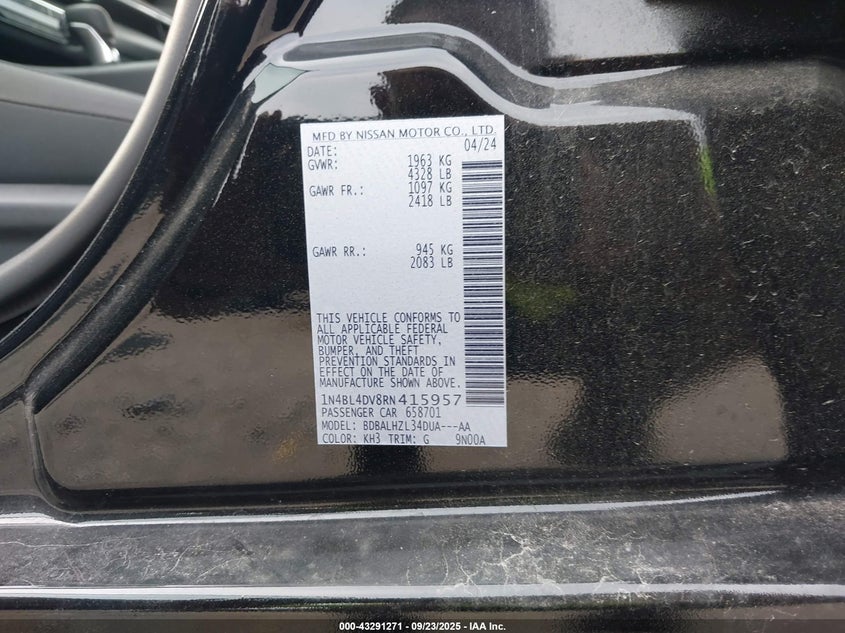 MFD BY NISSAN MOTOR CO., LTD.
DATE: 04/24
GVWR: 1963 KG
4328 LB
GAWR FR.: 1097 KG
2418 LB
GAWR RR.: 945 KG
2083 LB
THIS VEHICLE CONFORMS TO
ALL APPLICABLE FEDERAL
MOTOR VEHICLE SAFETY,
BUMPER, AND THEFT
PREVENTION STANDARDS IN
EFFECT ON THE DATE OF
MANUFACTURE SHOWN ABOVE.
1N4BL4DV8RN415957
PASSENGER CAR 658701
MODEL: BDBALHZL34DUA---AA
COLOR: KH3 TRIM: G 9N00A
000-43291271 - 09/23/2025 - IAA Inc.